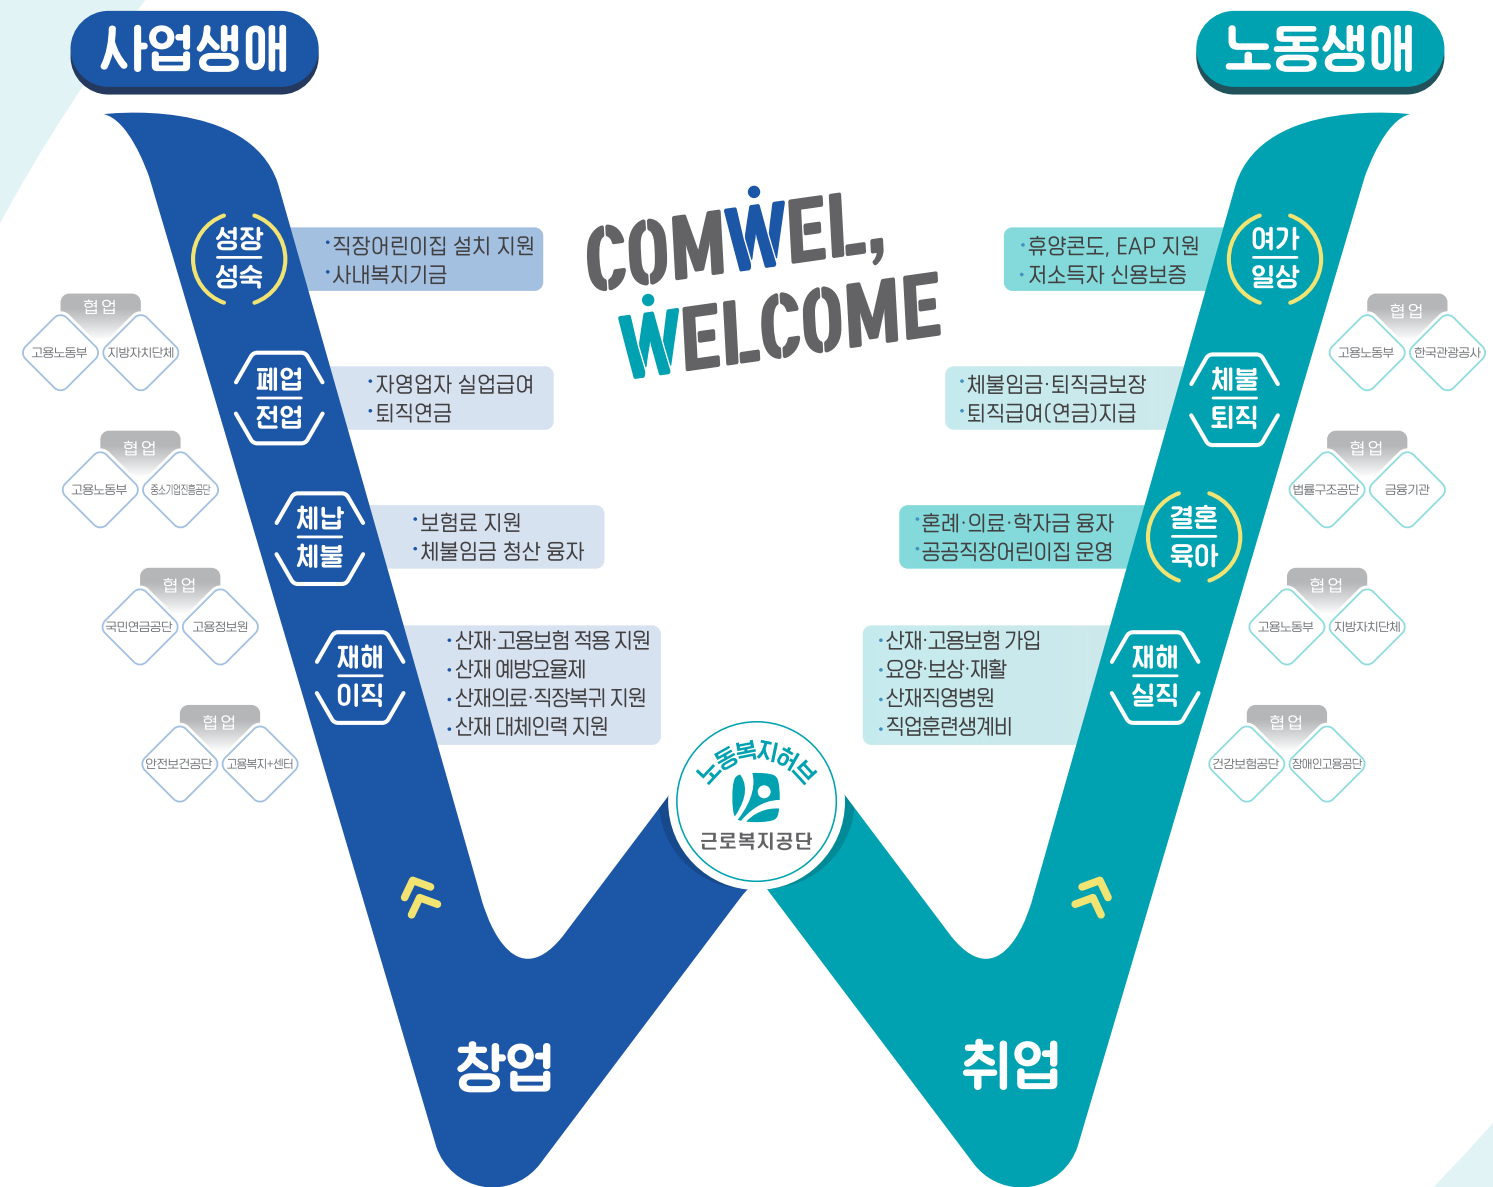 사업생애
노동생애
COMWEL,
WELCOME
성장
성숙
·직장어린이집 설치 지원
·사내복지기금
협업
고용노동부
지방자치단체
폐업
전업
·자영업자 실업급여
·퇴직연금
협업
고용노동부
중소기업진흥공단
체납
체불
·보험료 지원
·체불임금 청산 융자
협업
국민연금공단
고용정보원
재해
이직
·산재·고용보험 적용 지원
·산재 예방요율제
·산재의료·직장복귀 지원
·산재 대체인력 지원
협업
안전보건공단
고용복지+센터
·휴양콘도, EAP 지원
·저소득자 신용보증
여가
일상
협업
고용노동부
한국관광공사
·체불임금·퇴직금보장
·퇴직급여(연금)지급
체불
퇴직
협업
법률구조공단
금융기관
·혼례·의료·학자금 융자
·공공직장어린이집 운영
결혼
육아
협업
고용노동부
지방자치단체
·산재·고용보험 가입
·요양·보상·재활
·산재직영병원
·직업훈련생계비
재해
실직
협업
건강보험공단
장애인고용공단
노동복지허브
근로복지공단
창업
취업